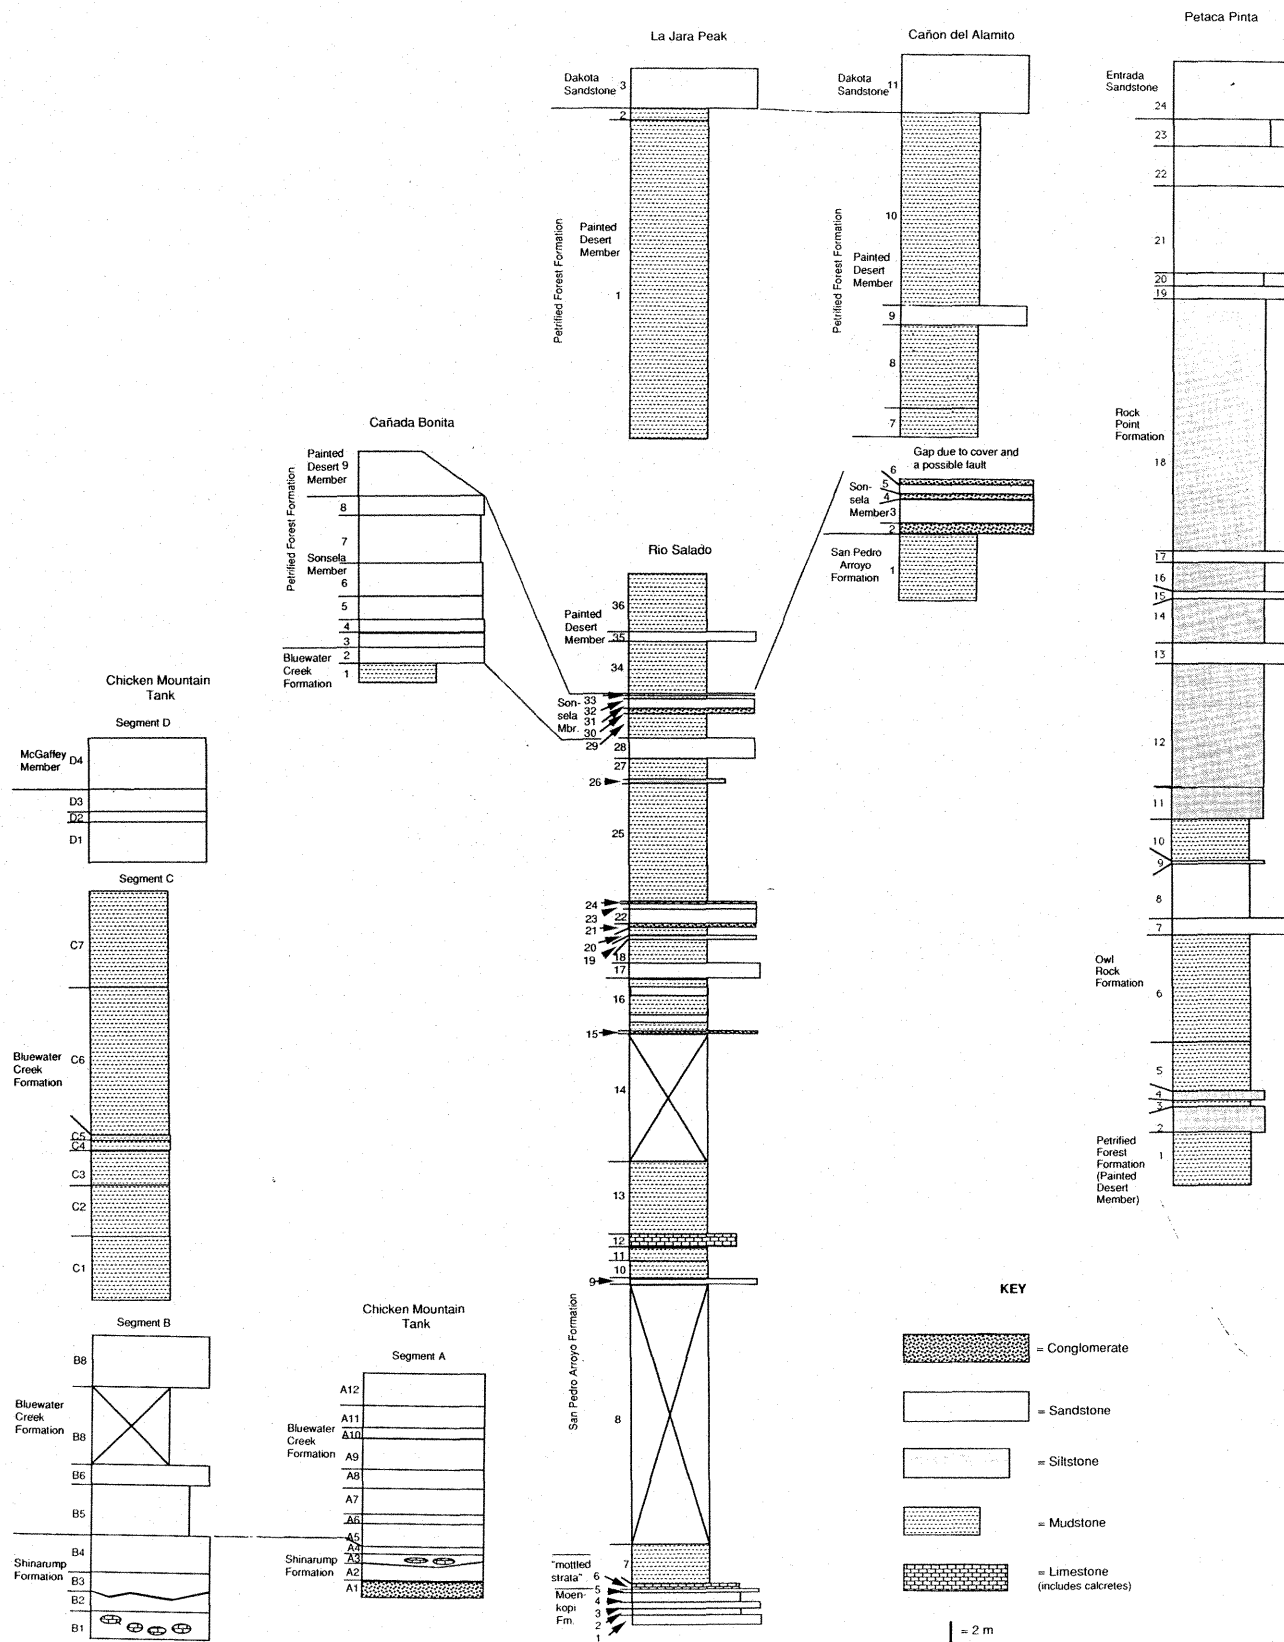 La Jara Peak
Dakota
Sandstone
3
2
Petrified Forest Formation
Painted
Desert
Member
1
Cañon del Alamito
Dakota
Sandstone
11
10
Petrified Forest Formation
Painted
Desert
Member
9
8
7
Gap due to cover and
a possible fault
6
5
4
Son-
sela
Member
3
2
San Pedro
Arroyo
Formation
1
Petaca Pinta
Entrada
Sandstone
24
23
22
21
20
19
Rock
Point
Formation
18
17
16
15
14
13
12
11
10
9
8
7
Owl
Rock
Formation
6
5
4
3
2
Petrified
Forest
Formation
(Painted
Desert
Member)
1
Cañada Bonita
Painted
Desert
Member
9
Petrified Forest Formation
8
7
Sonsela
Member
6
5
4
3
Bluewater
Creek
Formation
2
1
Rio Salado
36
Painted
Desert
Member
35
34
Son-
sela
Mbr.
33
32
31
30
29
28
27
26
25
24
23
22
21
20
19
18
17
16
15
14
13
12
11
10
9
San Pedro Arroyo Formation
8
"mottled
strata"
7
6
Moen-
kopi
Fm.
5
4
3
2
1
Chicken Mountain
Tank
Segment D
McGaffey
Member
D4
D3
D2
D1
Segment C
C7
Bluewater
Creek
Formation
C6
C5
C4
C3
C2
C1
Segment B
B8
Bluewater
Creek
Formation
B8
B6
B5
Shinarump
Formation
B4
B3
B2
B1
Chicken Mountain
Tank
Segment A
A12
Bluewater
Creek
Formation
A11
A10
A9
A8
A7
A6
A5
Shinarump
Formation
A4
A3
A2
A1
KEY
= Conglomerate
= Sandstone
= Siltstone
= Mudstone
= Limestone
(includes calcretes)
= 2 m